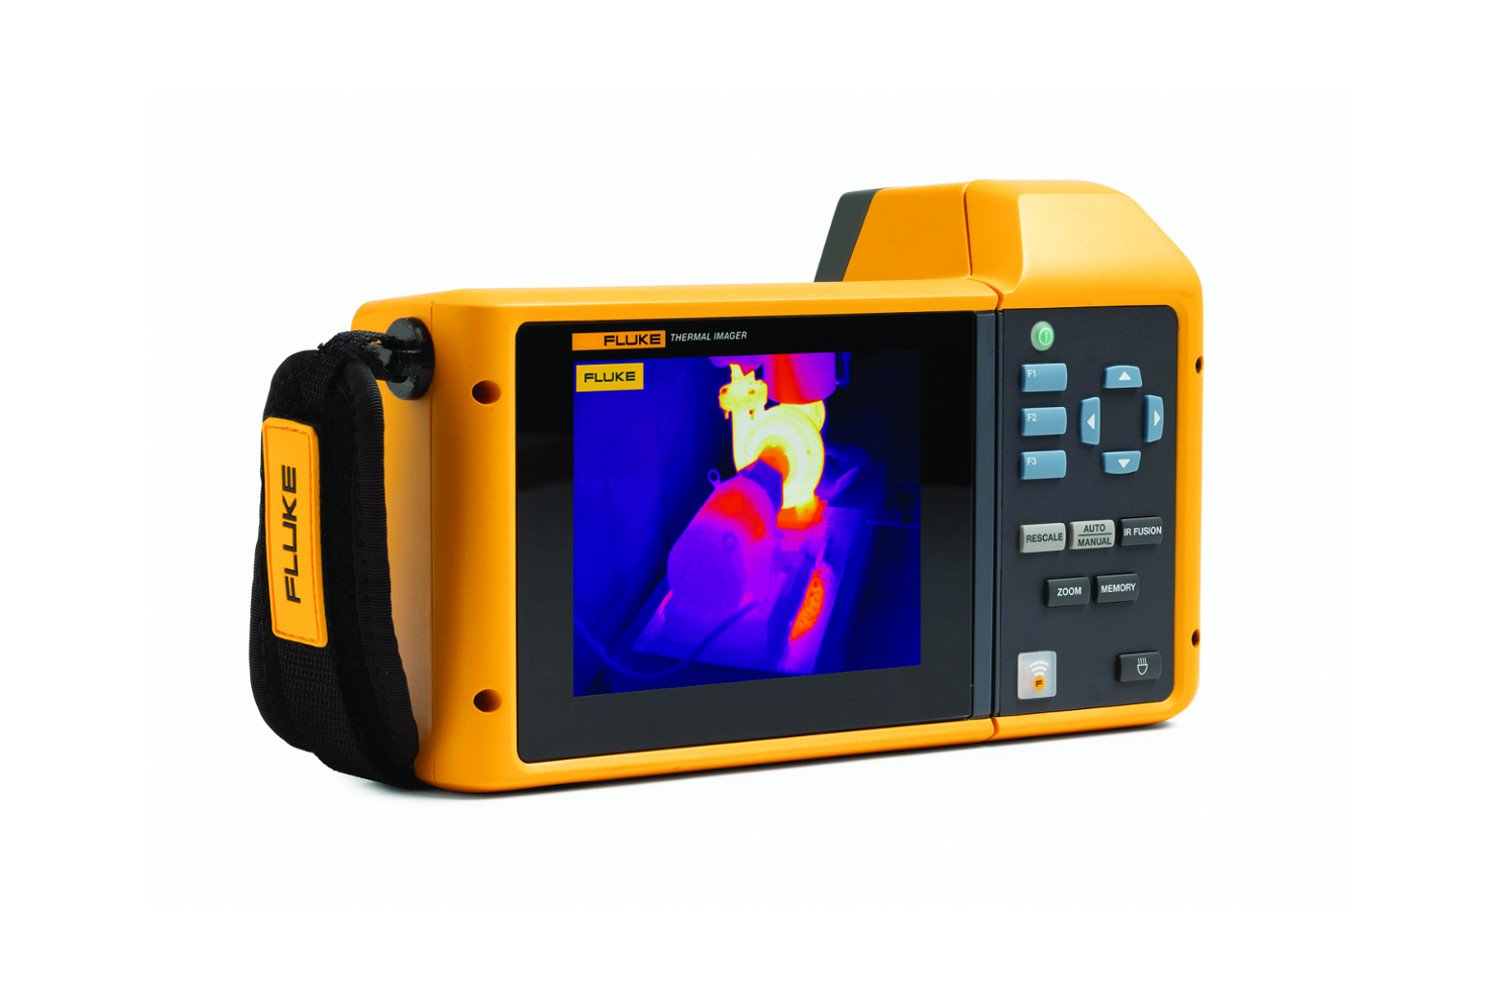 FLUKE THERMAL IMAGER
FLUKE
FLUKE
F1
F2
F3
RESCALE
AUTO
MANUAL
IR FUSION
ZOOM
MEMORY
F